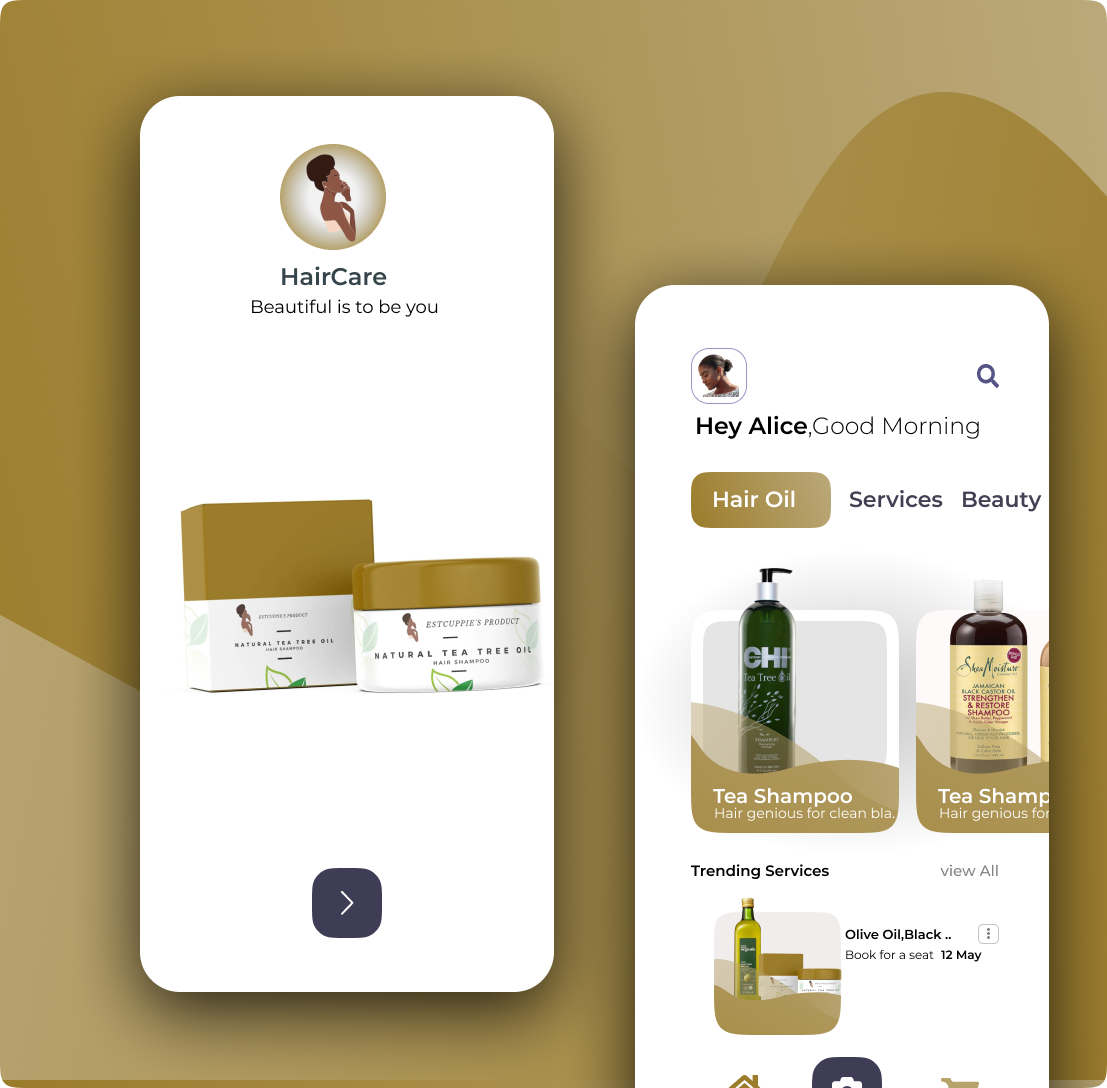 HairCare
Beautiful is to be you
ESTCUPPIE'S PRODUCT
NATURAL TEA TREE OIL
HAIR SHAMPOO
ESTCUPPIE'S PRODUCT
NATURAL TEA TREE OIL
HAIR SHAMPOO
Hey Alice,Good Morning
Hair Oil
Services
Beauty
CHI
Tea Tree Oil
SHAMPOO
SheaMoisture
JAMAICAN
BLACK CASTOR OIL
STRENGTHEN
& RESTORE
SHAMPOO
Tea Shampoo
Hair genious for clean bla.
Tea Shamp
Hair genious for
Trending Services
view All
Olive Oil,Black ..
Book for a seat 12 May